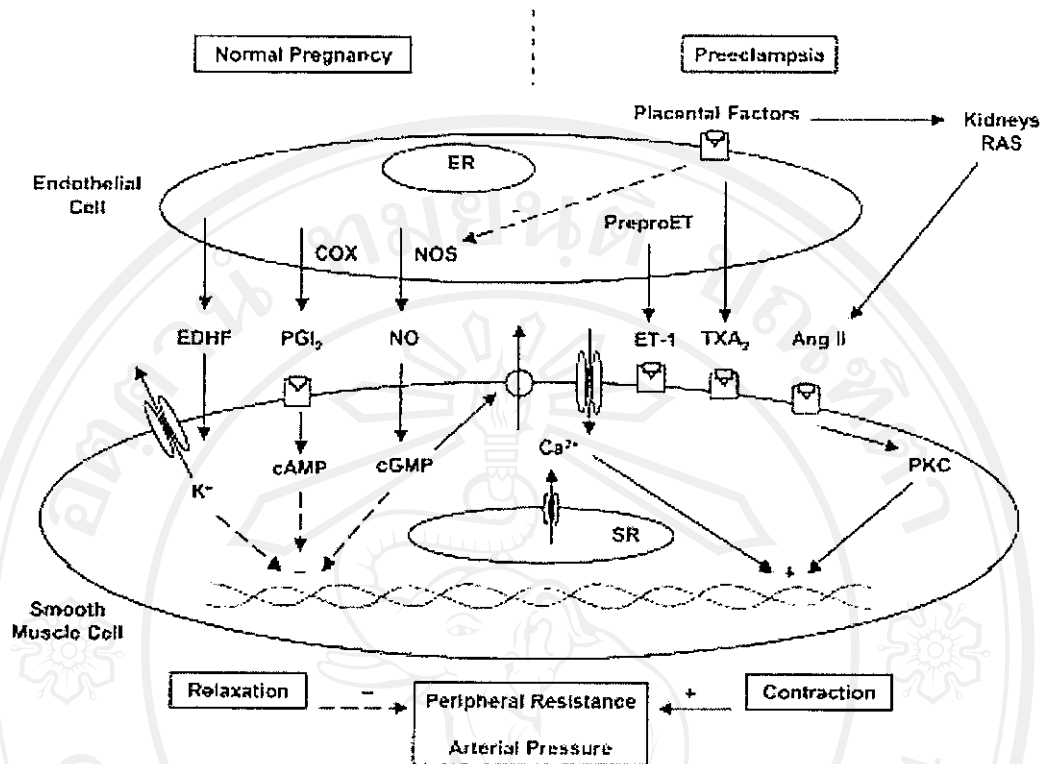 Normal Pregnancy
Preeclampsia
Placental Factors
Kidneys
RAS
ER
Endothelial
Cell
PreproET
COX
NOS
EDHF
PGI₂
NO
ET-1
TXA₂
Ang II
Ca²⁺
cAMP
cGMP
PKC
K⁺
SR
−
+
Smooth
Muscle Cell
Relaxation
−
Peripheral Resistance
+
Contraction
Arterial Pressure